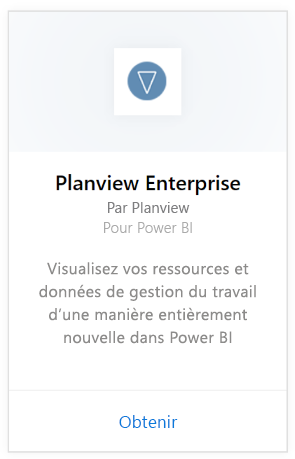 Planview Enterprise
Par Planview
Pour Power BI
Visualisez vos ressources et
données de gestion du travail
d'une manière entièrement
nouvelle dans Power BI
Obtenir